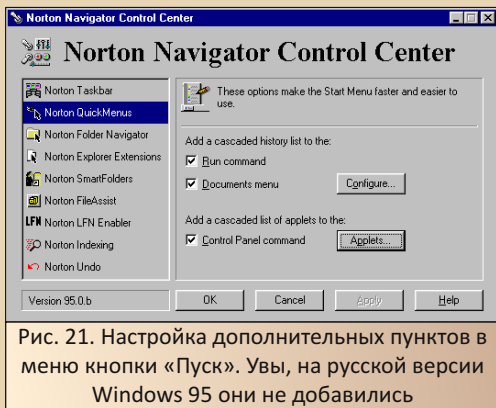 Norton Navigator Control Center
Norton Navigator Control Center
Norton Taskbar
Norton QuickMenus
Norton Folder Navigator
Norton Explorer Extensions
Norton SmartFolders
Norton FileAssist
LFN Norton LFN Enabler
Norton Indexing
Norton Undo
These options make the Start Menu faster and easier to
use.
Add a cascaded history list to the:
Run command
Documents menu
Configure...
Add a cascaded list of applets to the:
Control Panel command
Applets...
Version 95.0.b
OK
Cancel
Apply
Help
Рис. 21. Настройка дополнительных пунктов в
меню кнопки «Пуск». Увы, на русской версии
Windows 95 они не добавились